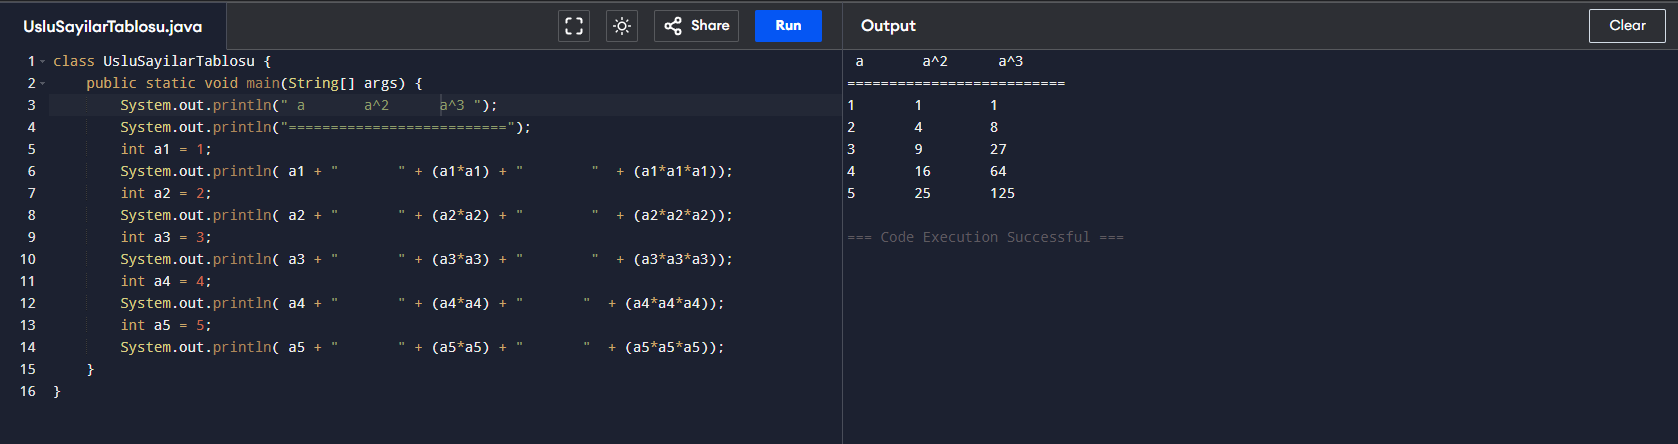 UsluSayilarTablosu.java Share Run Output Clear
1 class UsluSayilarTablosu {
2     public static void main(String[] args) {
3         System.out.println(" a       a^2      a^3 ");
4         System.out.println("==========================");
5         int a1 = 1;
6         System.out.println( a1 + "       " + (a1*a1) + "        "  + (a1*a1*a1));
7         int a2 = 2;
8         System.out.println( a2 + "       " + (a2*a2) + "        "  + (a2*a2*a2));
9         int a3 = 3;
10         System.out.println( a3 + "       " + (a3*a3) + "        "  + (a3*a3*a3));
11         int a4 = 4;
12         System.out.println( a4 + "       " + (a4*a4) + "       "  + (a4*a4*a4));
13         int a5 = 5;
14         System.out.println( a5 + "       " + (a5*a5) + "       "  + (a5*a5*a5));
15     }
16 }
 a       a^2      a^3
==========================
1       1        1
2       4        8
3       9        27
4       16       64
5       25       125
=== Code Execution Successful ===